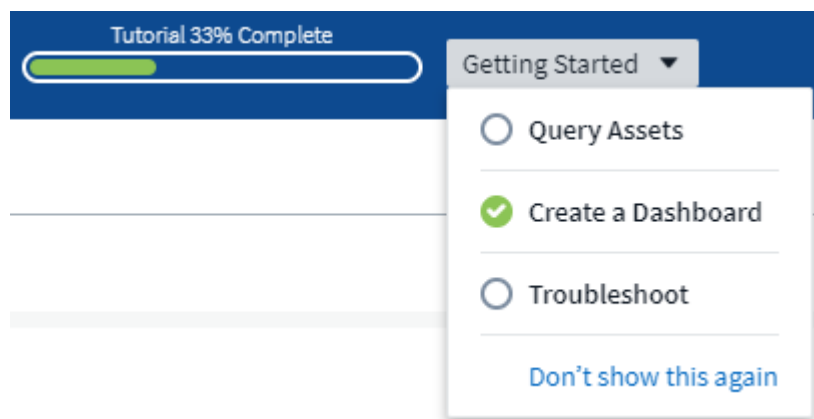 Tutorial 33% Complete
Getting Started
Query Assets
Create a Dashboard
Troubleshoot
Don’t show this again